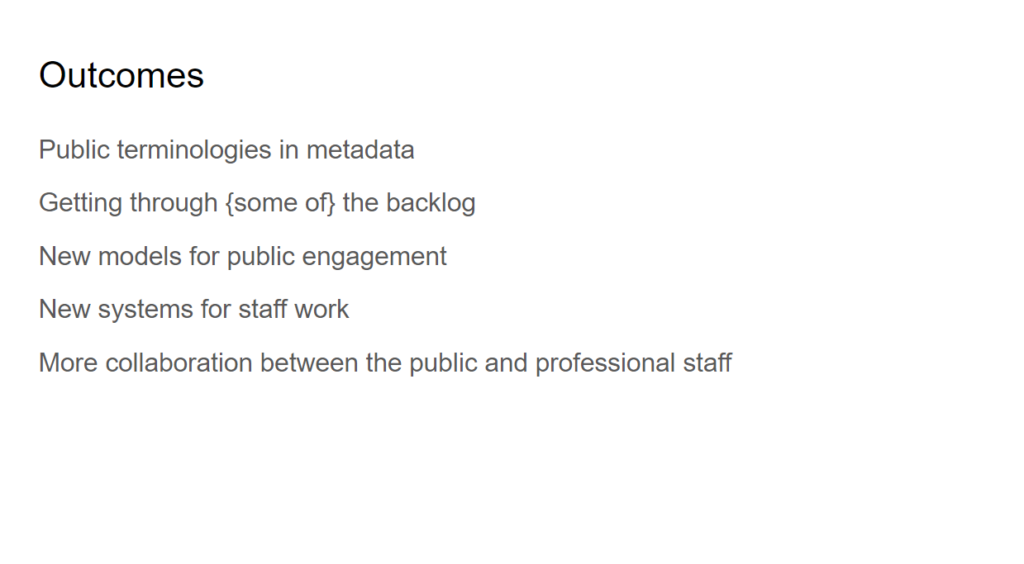 Outcomes
Public terminologies in metadata
Getting through {some of} the backlog
New models for public engagement
New systems for staff work
More collaboration between the public and professional staff